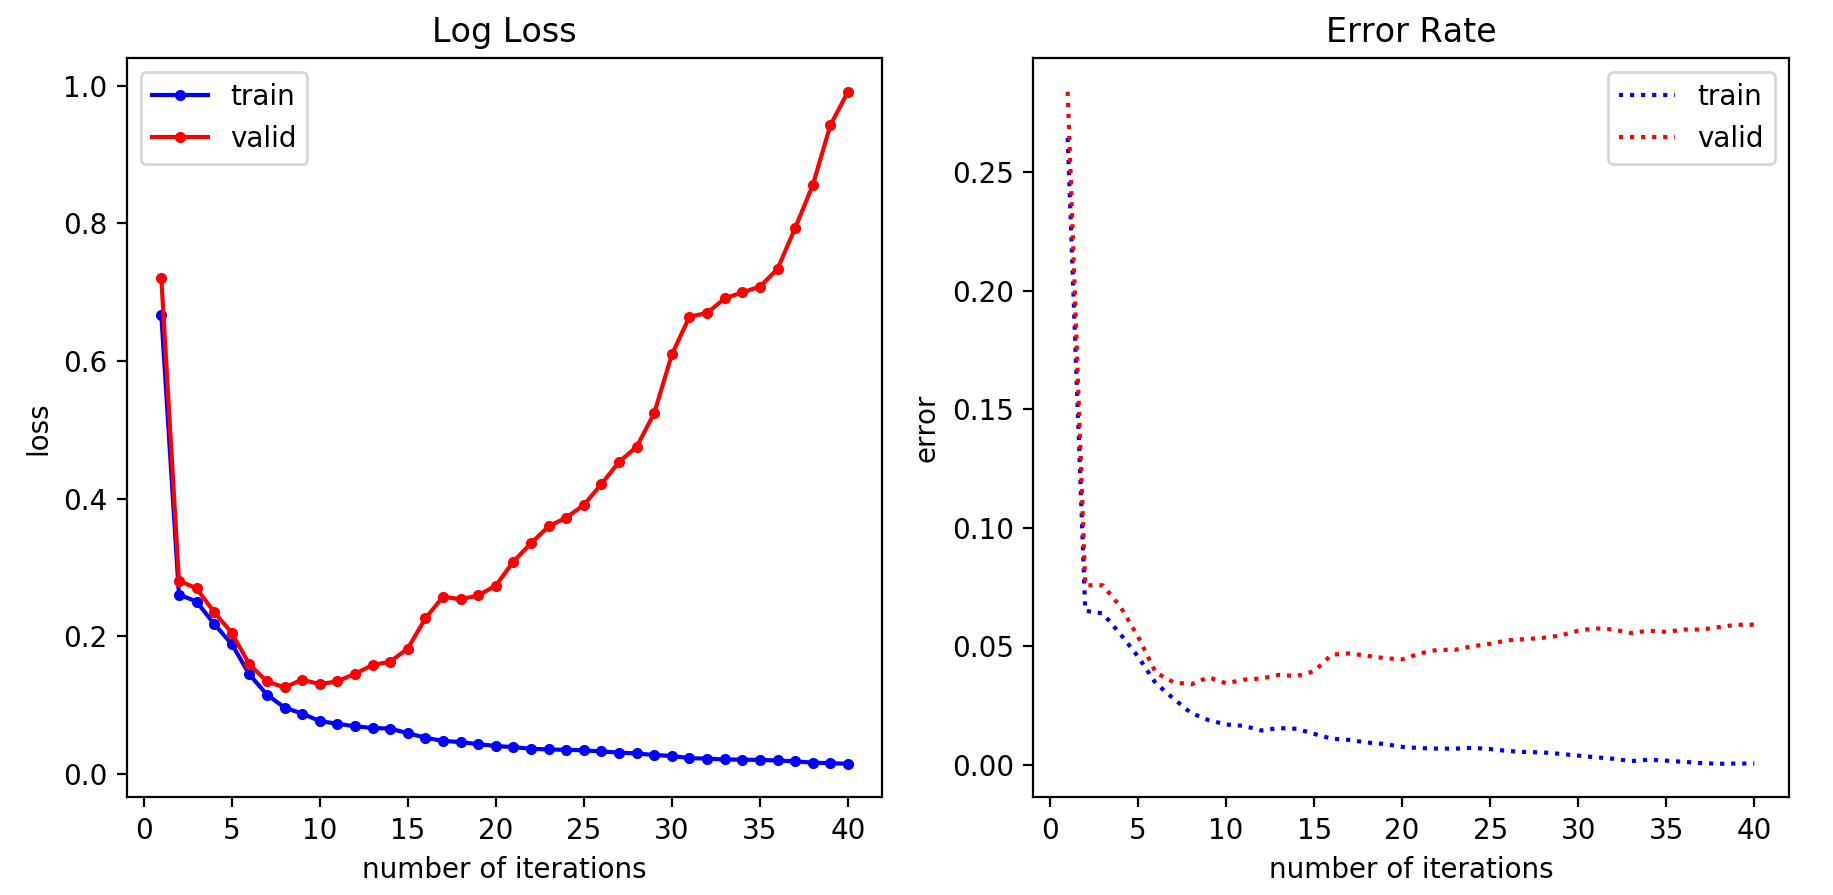 Log Loss
train
valid
1.0
0.8
0.6
0.4
0.2
0.0
loss
0 5 10 15 20 25 30 35 40
number of iterations
Error Rate
train
valid
0.25
0.20
0.15
0.10
0.05
0.00
error
0 5 10 15 20 25 30 35 40
number of iterations